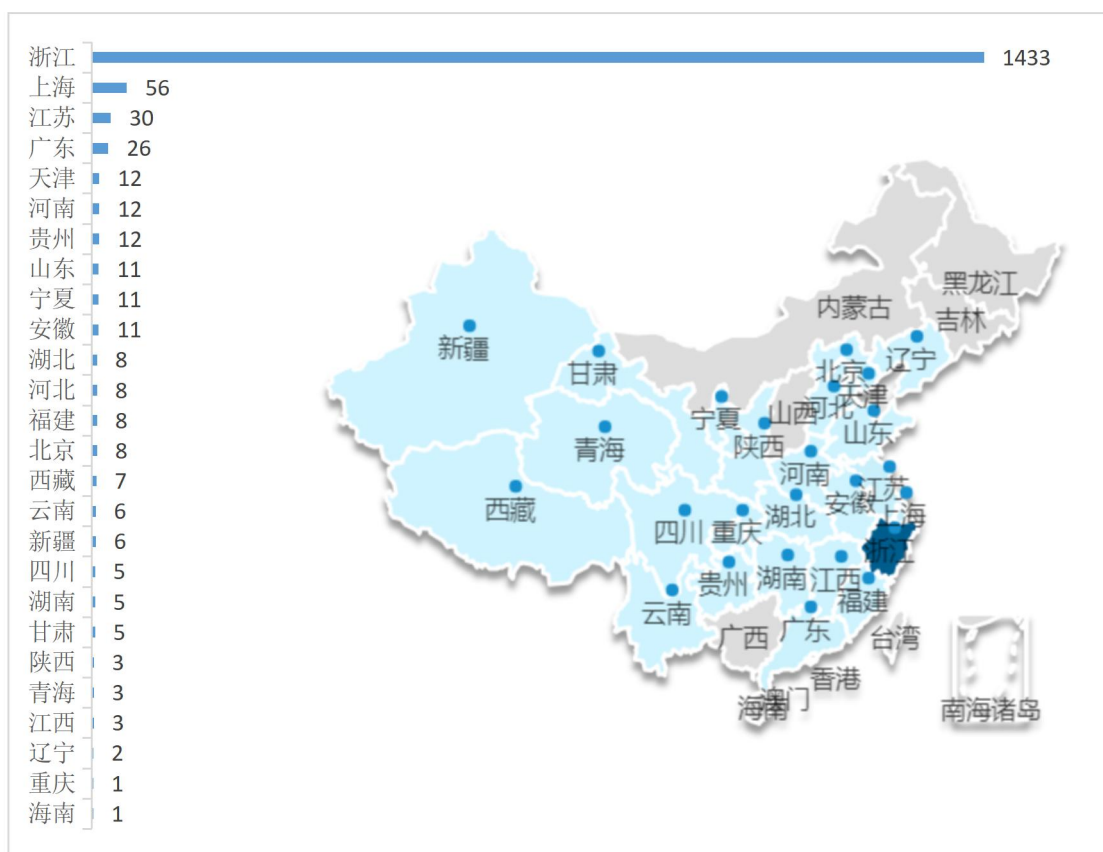 浙江 1433
上海 56
江苏 30
广东 26
天津 12
河南 12
贵州 12
山东 11
宁夏 11
安徽 11
湖北 8
河北 8
福建 8
北京 8
西藏 7
云南 6
新疆 6
四川 5
湖南 5
甘肃 5
陕西 3
青海 3
江西 3
辽宁 2
重庆 1
海南 1
黑龙江
内蒙古
吉林
新疆
辽宁
甘肃
北京
天津
河北
山西
宁夏
山东
陕西
青海
河南
江苏
安徽
西藏
湖北
上海
四川
重庆
浙江
贵州
湖南
江西
福建
云南
广西
广东
台湾
香港
澳门
海南
南海诸岛